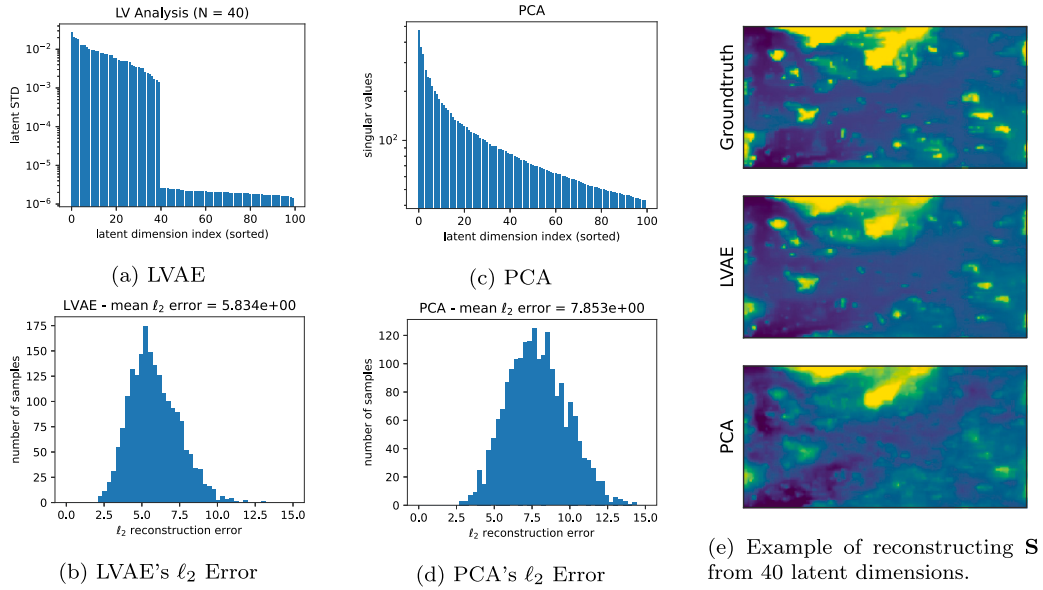 LV Analysis (N = 40)
latent STD
10⁻²
10⁻³
10⁻⁴
10⁻⁵
10⁻⁶
0 20 40 60 80 100
latent dimension index (sorted)
(a) LVAE
PCA
singular values
10²
0 20 40 60 80 100
latent dimension index (sorted)
(c) PCA
LVAE - mean ℓ₂ error = 5.834e+00
number of samples
175
150
125
100
75
50
25
0
0.0 2.5 5.0 7.5 10.0 12.5 15.0
ℓ₂ reconstruction error
(b) LVAE's ℓ₂ Error
PCA - mean ℓ₂ error = 7.853e+00
number of samples
120
100
80
60
40
20
0
0.0 2.5 5.0 7.5 10.0 12.5 15.0
ℓ₂ reconstruction error
(d) PCA's ℓ₂ Error
Groundtruth
LVAE
PCA
(e) Example of reconstructing S
from 40 latent dimensions.